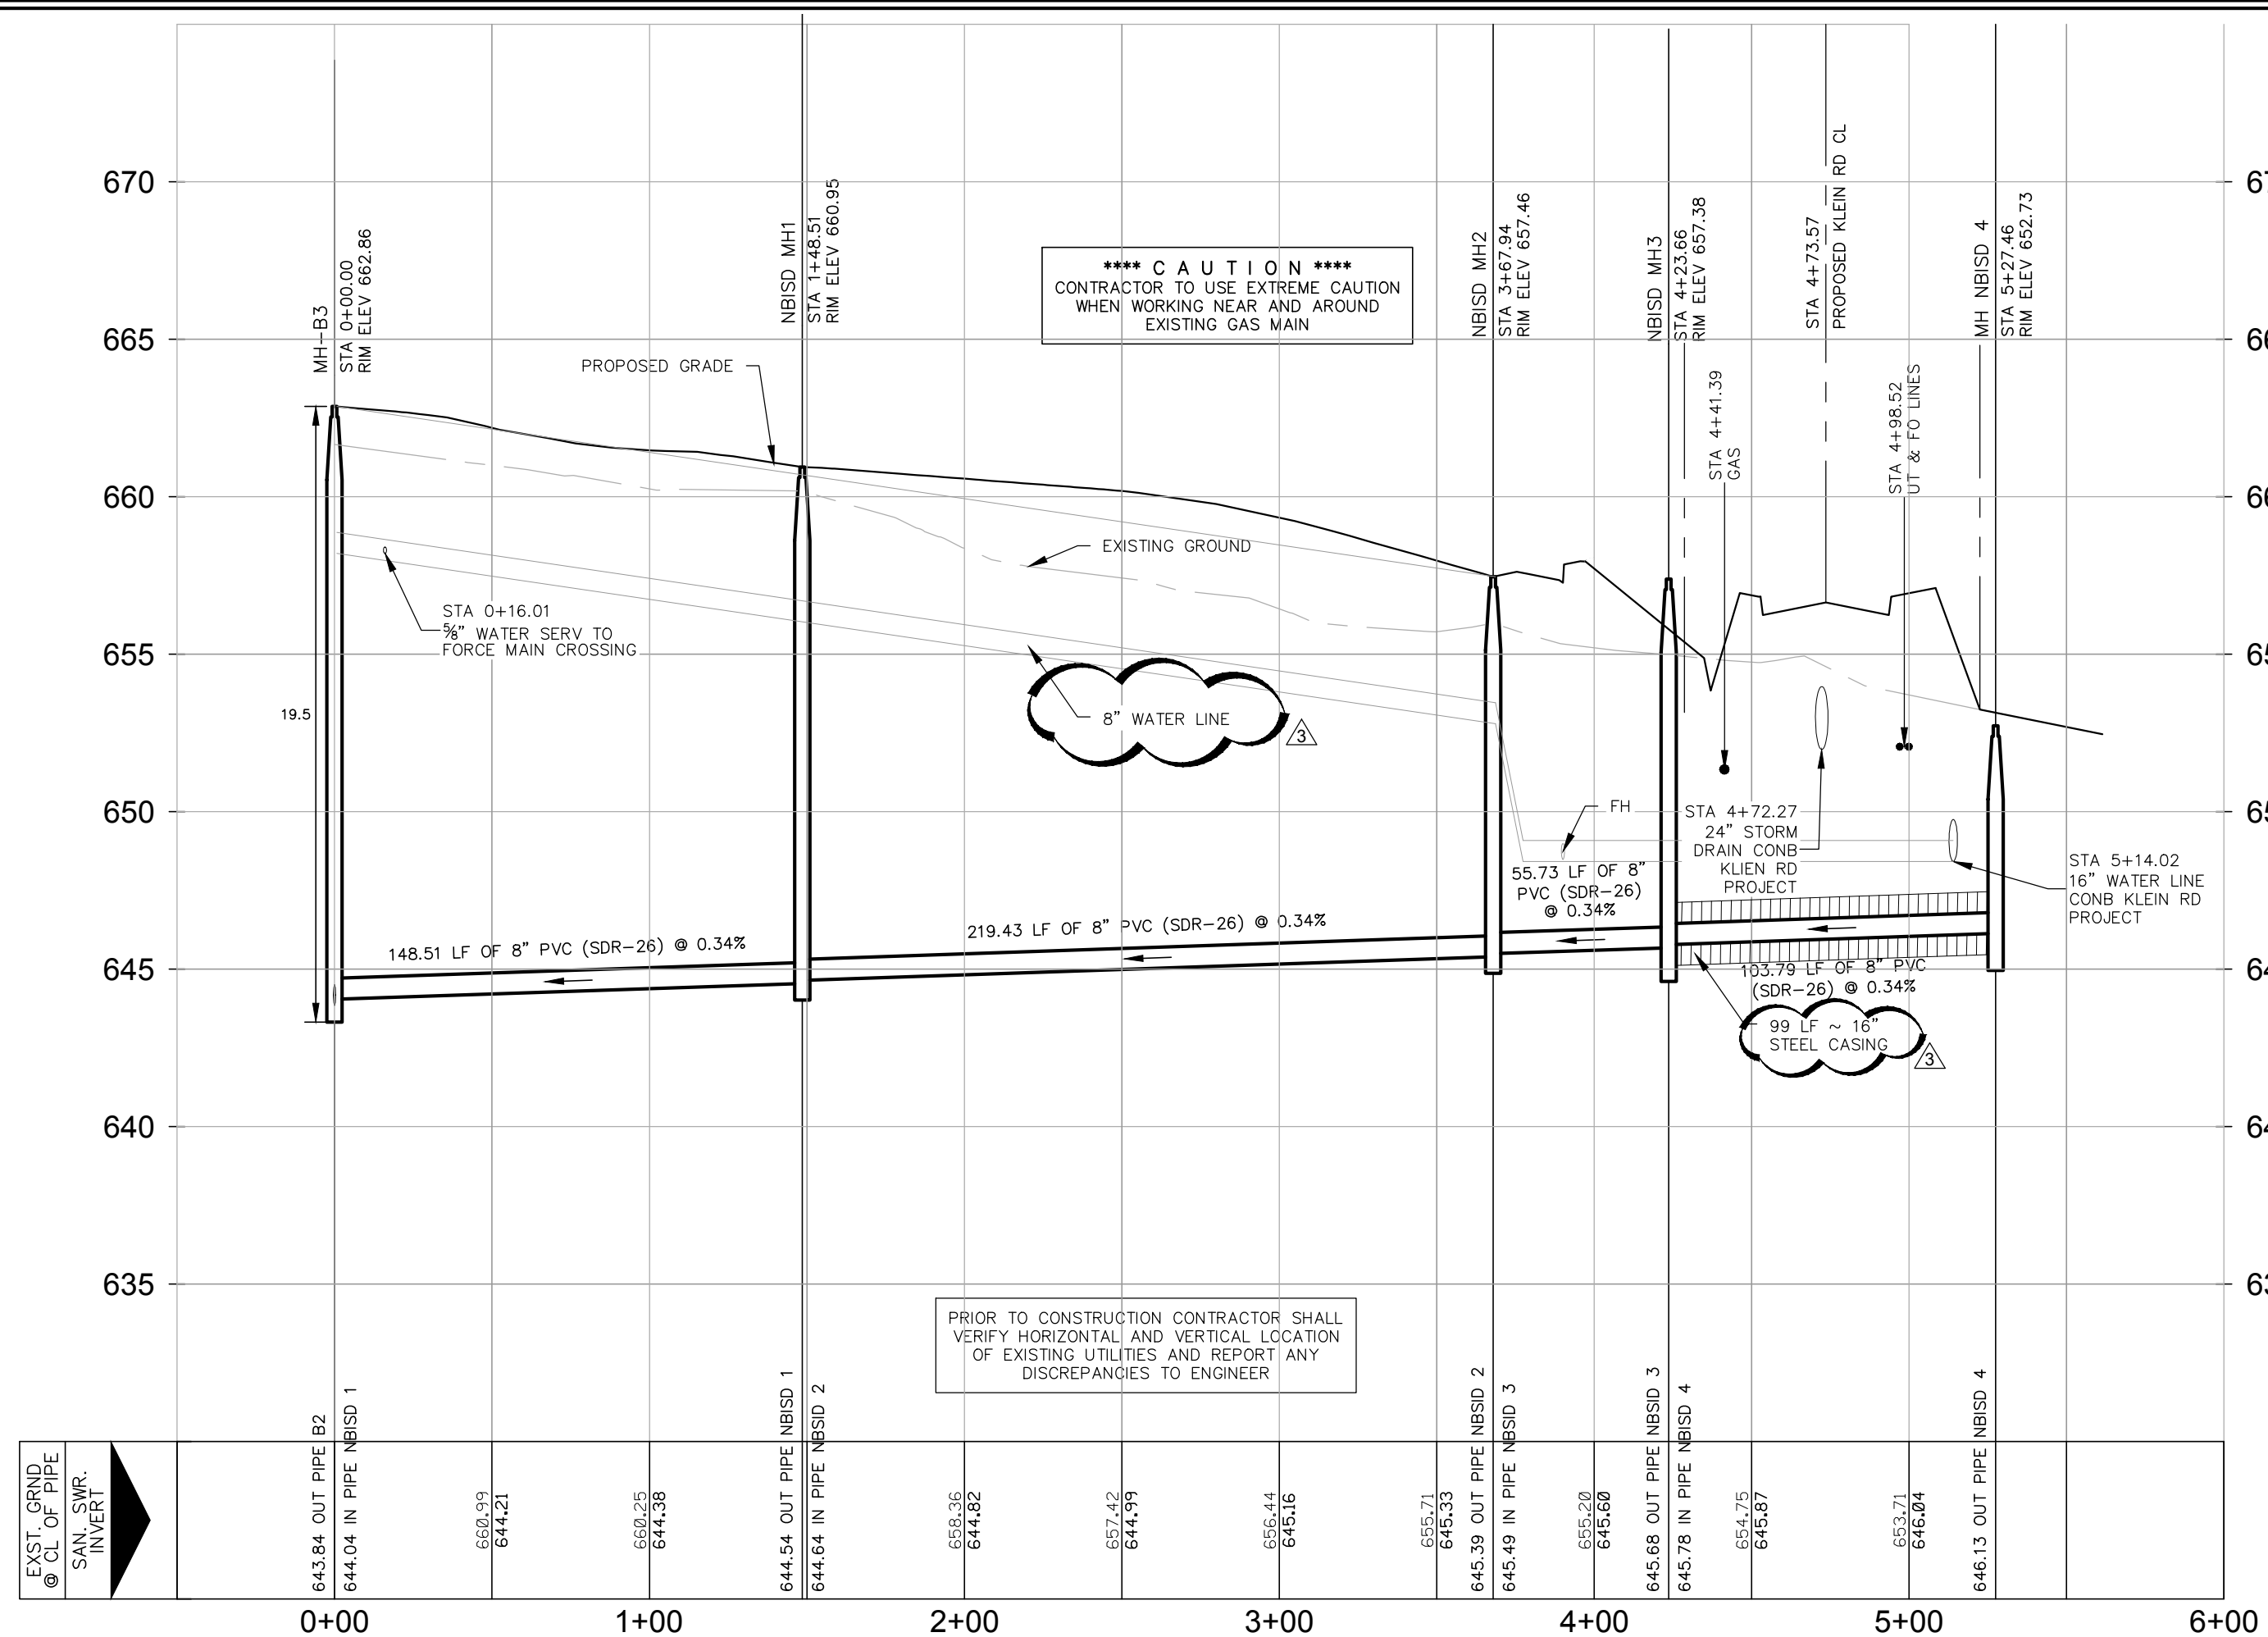 670
665
660
655
650
645
640
635
67
66
66
65
65
64
64
63
MH-B3
STA 0+00.00
RIM ELEV 662.86
NBISD MH1
STA 1+48.51
RIM ELEV 660.95
**** C A U T I O N ****
CONTRACTOR TO USE EXTREME CAUTION
WHEN WORKING NEAR AND AROUND
EXISTING GAS MAIN
NBISD MH2
STA 3+67.94
RIM ELEV 657.46
NBISD MH3
STA 4+23.66
RIM ELEV 657.38
STA 4+73.57
PROPOSED KLEIN RD CL
MH NBISD 4
STA 5+27.46
RIM ELEV 652.73
PROPOSED GRADE
STA 4+41.39
GAS
STA 4+98.52
UT & FO LINES
EXISTING GROUND
STA 0+16.01
⅝" WATER SERV TO
FORCE MAIN CROSSING
19.5
8" WATER LINE
3
FH
STA 4+72.27
24" STORM
DRAIN CONB
KLIEN RD
PROJECT
STA 5+14.02
16" WATER LINE
CONB KLEIN RD
PROJECT
148.51 LF OF 8" PVC (SDR-26) @ 0.34%
219.43 LF OF 8" PVC (SDR-26) @ 0.34%
55.73 LF OF 8"
PVC (SDR-26)
@ 0.34%
103.79 LF OF 8" PVC
(SDR-26) @ 0.34%
99 LF ~ 16"
STEEL CASING
3
PRIOR TO CONSTRUCTION CONTRACTOR SHALL
VERIFY HORIZONTAL AND VERTICAL LOCATION
OF EXISTING UTILITIES AND REPORT ANY
DISCREPANCIES TO ENGINEER
EXST. GRND
@ CL OF PIPE
SAN. SWR.
INVERT
643.84 OUT PIPE B2
644.04 IN PIPE NBISD 1
660.99
644.21
660.25
644.38
644.54 OUT PIPE NBISD 1
644.64 IN PIPE NBSID 2
658.36
644.82
657.42
644.99
656.44
645.16
655.71
645.33
645.39 OUT PIPE NBSID 2
645.49 IN PIPE NBSID 3
655.20
645.60
645.68 OUT PIPE NBSID 3
645.78 IN PIPE NBISD 4
654.75
645.87
653.71
646.04
646.13 OUT PIPE NBISD 4
0+00
1+00
2+00
3+00
4+00
5+00
6+00